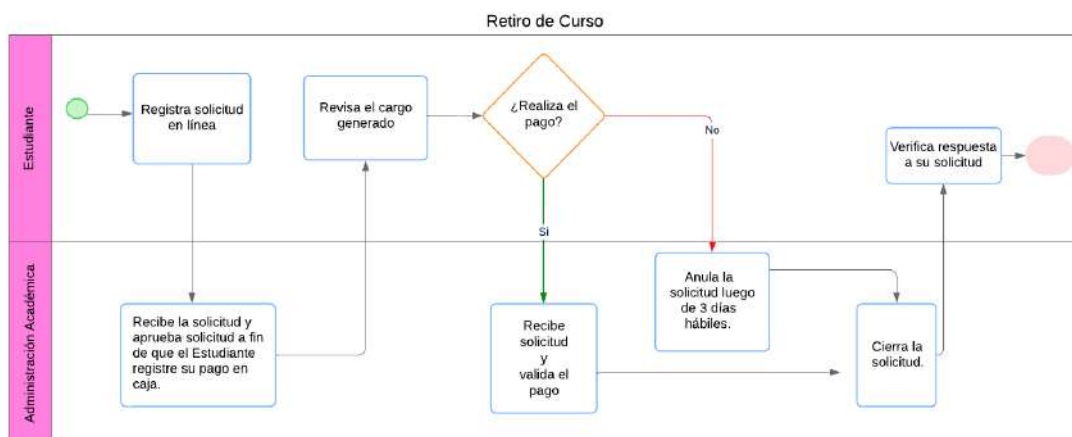 Retiro de Curso
Estudiante
Registra solicitud
en línea
Revisa el cargo
generado
¿Realiza el
pago?
No
Si
Verifica respuesta
a su solicitud
Administración Académica
Recibe la solicitud y
aprueba solicitud a fin
de que el Estudiante
registre su pago en
caja.
Recibe
solicitud
y
valida el
pago
Anula la
solicitud luego
de 3 días
hábiles.
Cierra la
solicitud.